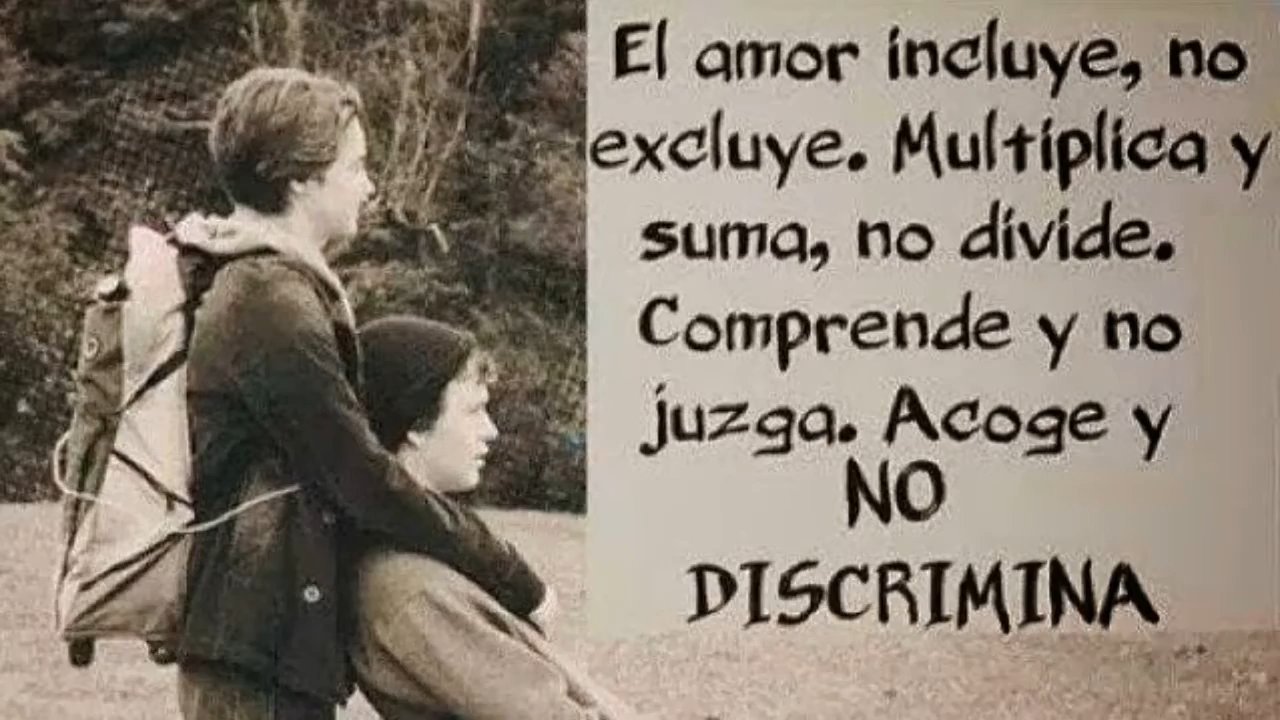 El amor incluye, no
excluye. Multiplica y
suma, no divide.
Comprende y no
juzga. Acoge y
NO
DISCRIMINA